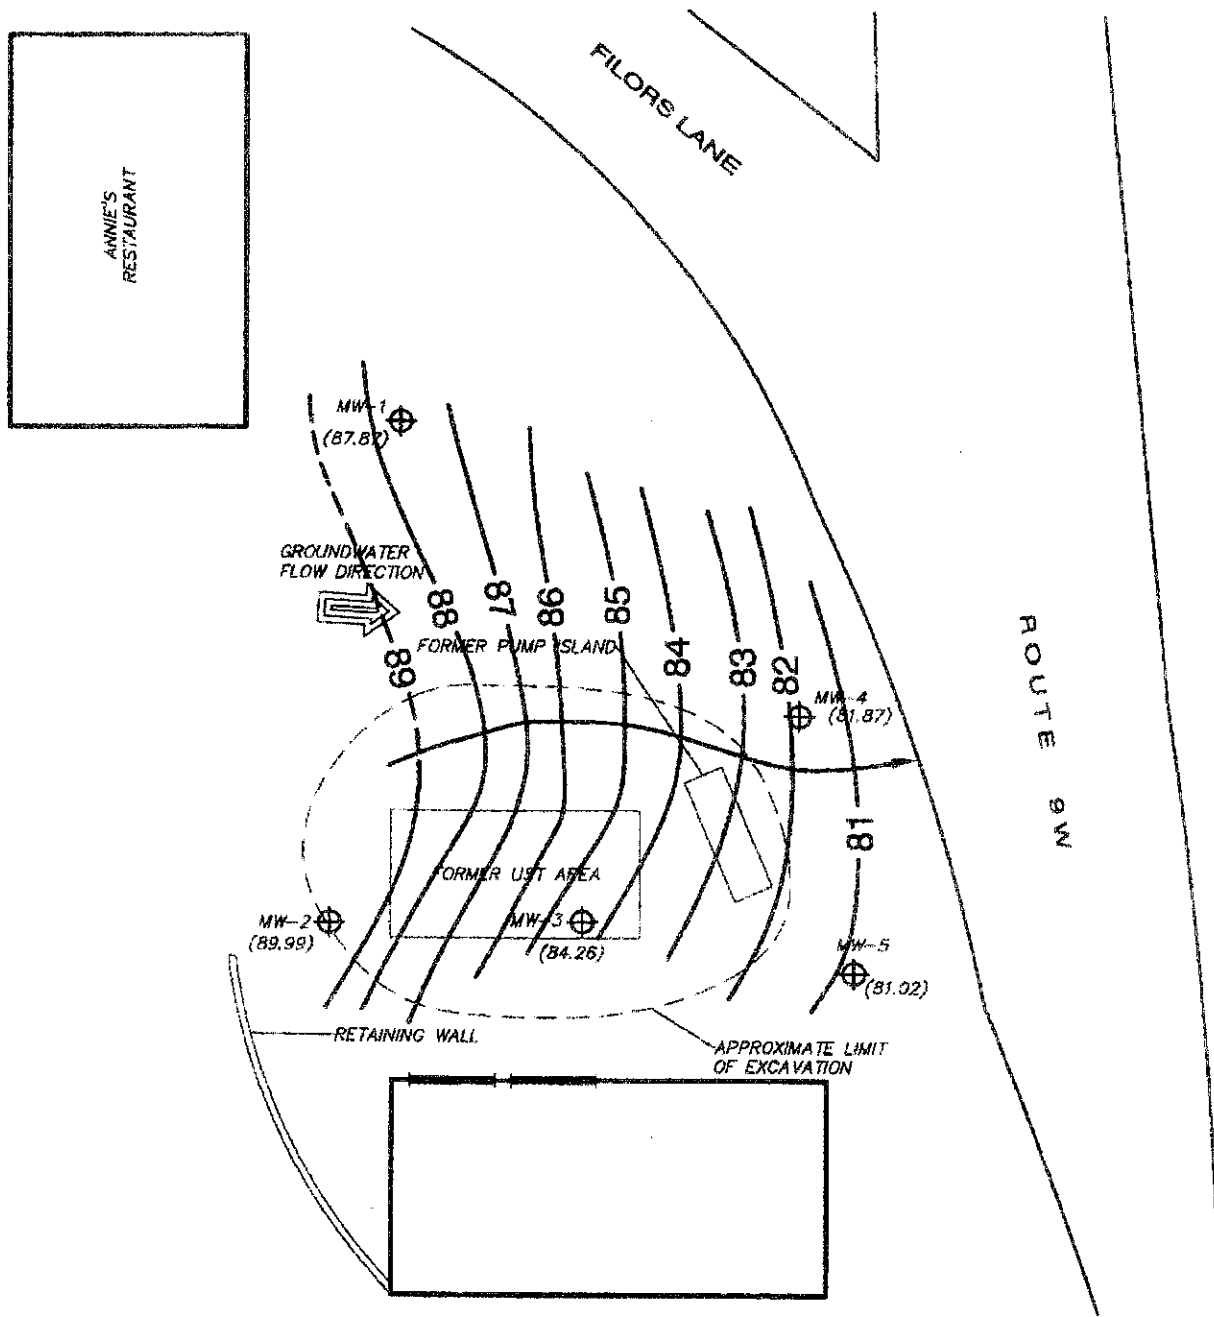 FILORS LANE
ANNIE'S
RESTAURANT
MW-1
(87.87)
GROUNDWATER
FLOW DIRECTION
89
88
87
86
85
84
83
82
81
FORMER PUMP ISLAND
MW-4
(81.87)
ROUTE 9W
FORMER UST AREA
MW-2
(89.99)
MW-3
(84.26)
MW-5
(81.02)
RETAINING WALL
APPROXIMATE LIMIT
OF EXCAVATION